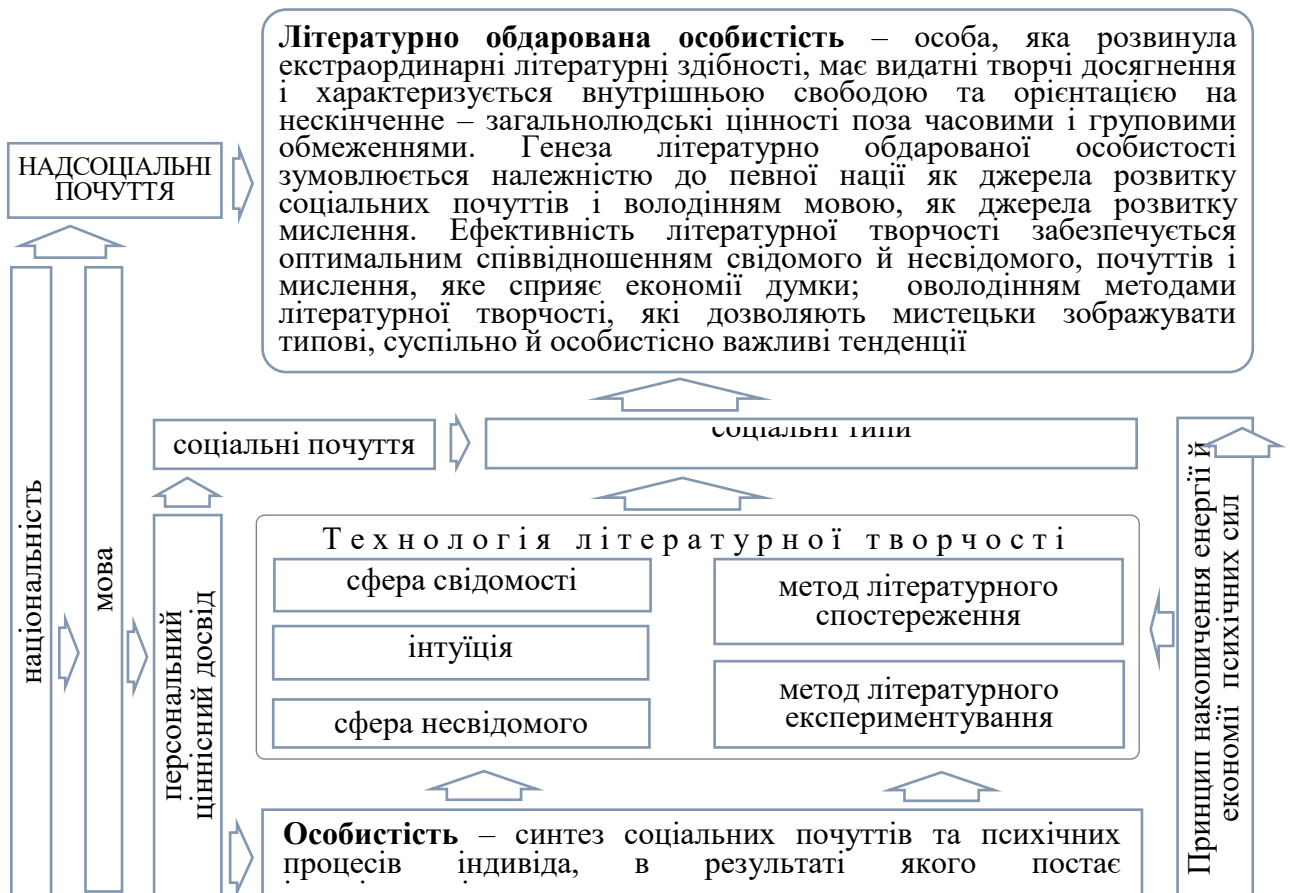 Літературно обдарована особистість – особа, яка розвинула
екстраординарні літературні здібності, має видатні творчі досягнення
і характеризується внутрішньою свободою та орієнтацією на
нескінченне – загальнолюдські цінності поза часовими і груповими
обмеженнями. Генеза літературно обдарованої особистості
зумовлюється належністю до певної нації як джерела розвитку
соціальних почуттів і володінням мовою, як джерела розвитку
мислення. Ефективність літературної творчості забезпечується
оптимальним співвідношенням свідомого й несвідомого, почуттів і
мислення, яке сприяє економії думки; оволодінням методами
літературної творчості, які дозволяють мистецьки зображувати
типові, суспільно й особистісно важливі тенденції
НАДСОЦІАЛЬНІ
ПОЧУТТЯ
національність
мова
соціальні почуття
соціальні типи
персональний
ціннісний досвід
Технологія літературної творчості
сфера свідомості
інтуїція
сфера несвідомого
метод літературного
спостереження
метод літературного
експериментування
Принцип накопичення енергії й
економії психічних сил
Особистість – синтез соціальних почуттів та психічних
процесів індивіда, в результаті якого постає